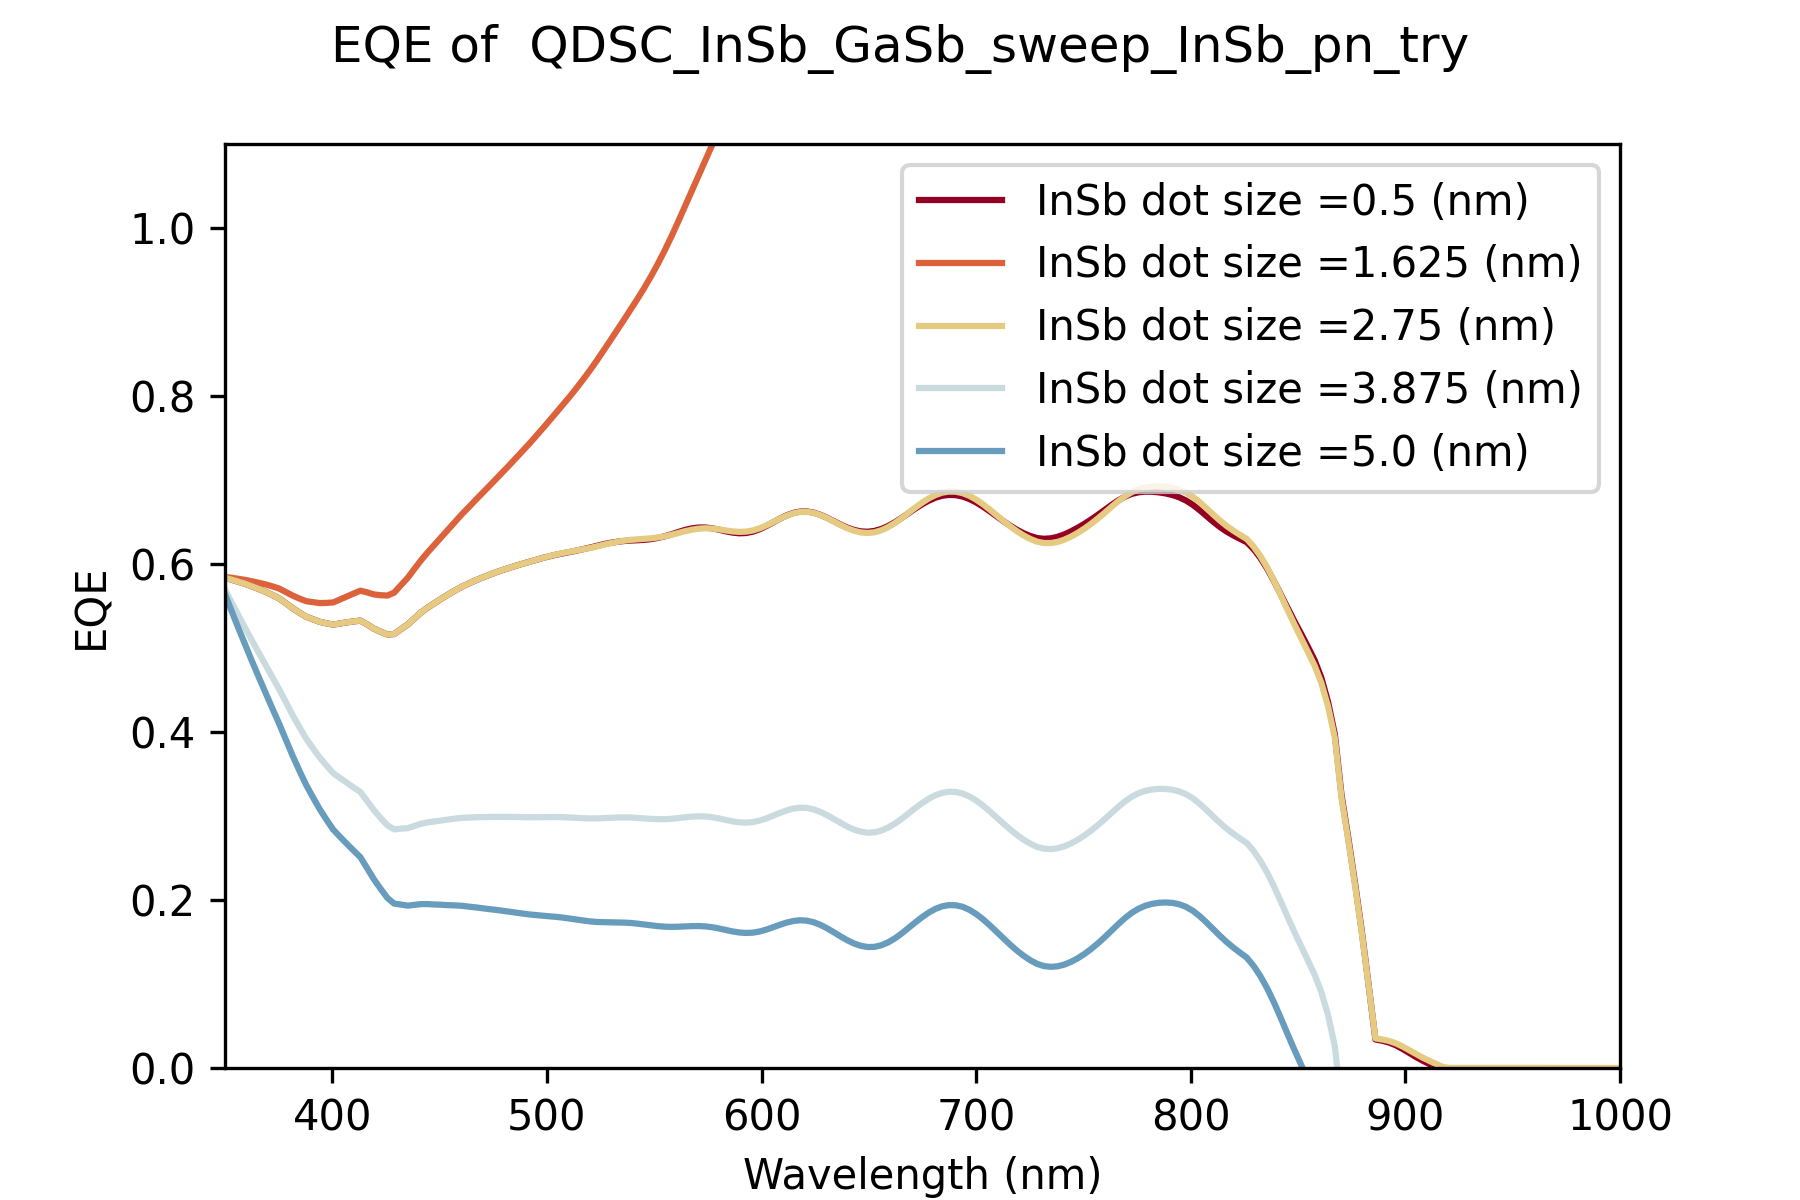 EQE of  QDSC_InSb_GaSb_sweep_InSb_pn_try
InSb dot size =0.5 (nm)
InSb dot size =1.625 (nm)
InSb dot size =2.75 (nm)
InSb dot size =3.875 (nm)
InSb dot size =5.0 (nm)
1.0
0.8
0.6
0.4
0.2
0.0
EQE
400 500 600 700 800 900 1000
Wavelength (nm)